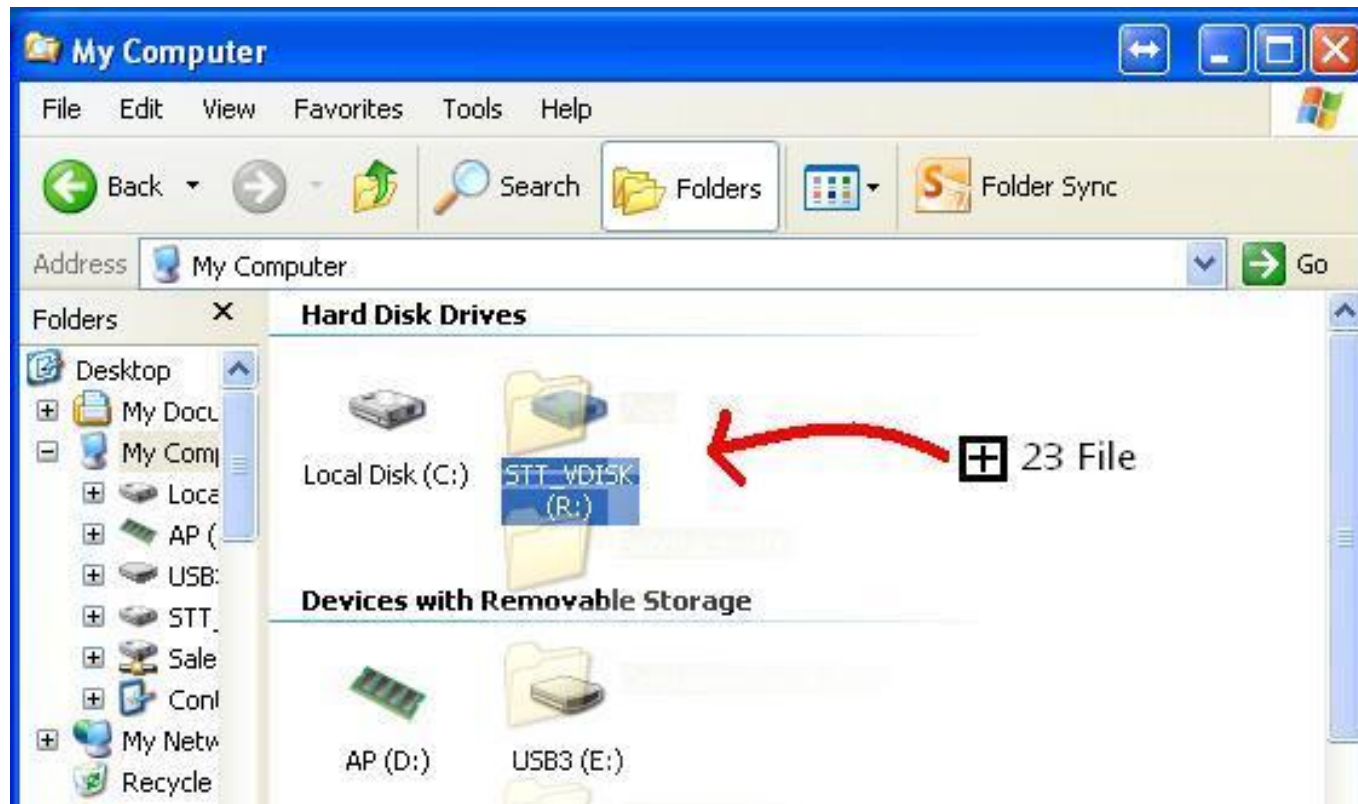 My Computer
File Edit View Favorites Tools Help
Back Search Folders Folder Sync
Address My Computer Go
Folders
Desktop
My Docu
My Com
Loca
AP (
USB
STT_
Sale
Cont
My Netw
Recycle
Hard Disk Drives
Local Disk (C:)
STT_VDISK
(R:)
23 File
Devices with Removable Storage
AP (D:)
USB3 (E:)